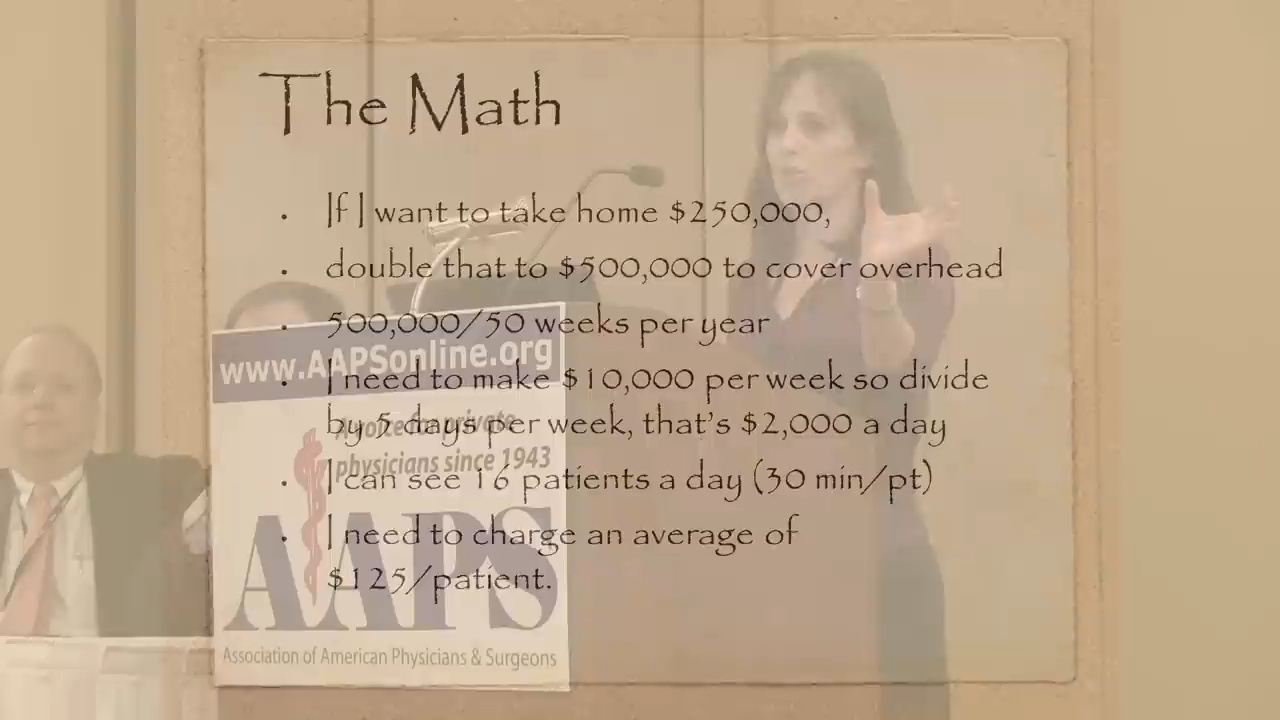 The Math
• If I want to take home $250,000,
• double that to $500,000 to cover overhead
• 500,000/50 weeks per year
• I need to make $10,000 per week so divide
by 5 days per week, that's $2,000 a day
• I can see 16 patients a day (30 min/pt)
• I need to charge an average of
$125/patient.
www.AAPSonline.org
A voice for private
physicians since 1943
AAPS
Association of American Physicians & Surgeons